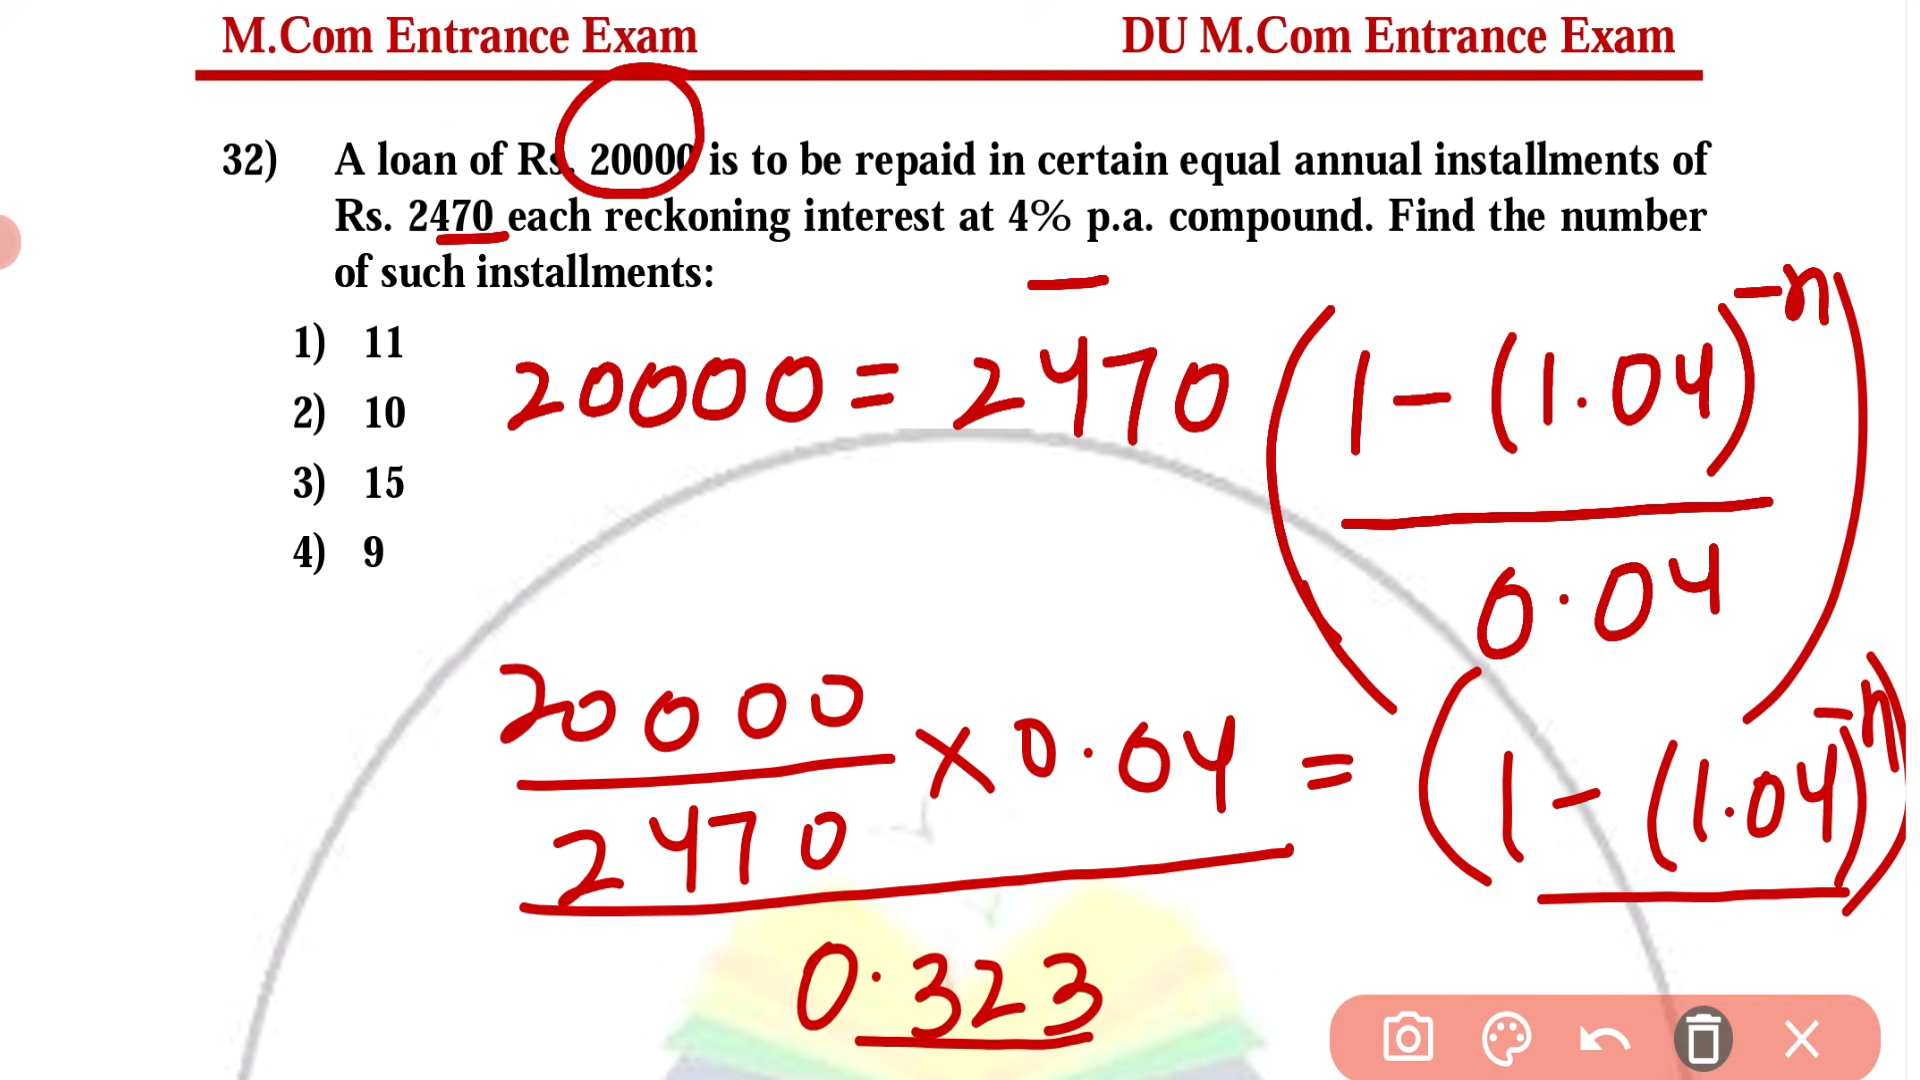 M.Com Entrance Exam DU M.Com Entrance Exam
32) A loan of Rs. 20000 is to be repaid in certain equal annual installments of
Rs. 2470 each reckoning interest at 4% p.a. compound. Find the number
of such installments:
1) 11
2) 10
3) 15
4) 9
20000 = 2470 (1 - (1.04)^-n / 0.04)
20000 / 2470 × 0.04 = (1 - (1.04)^-n)
0.323